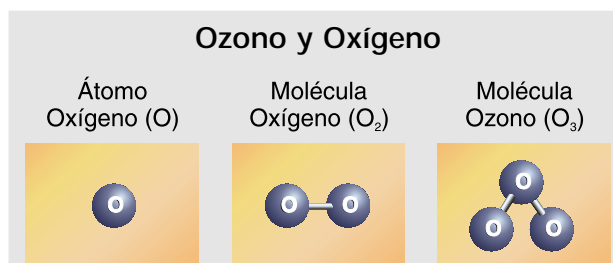 Ozono y Oxígeno
Átomo
Oxígeno (O)
Molécula
Oxígeno (O₂)
Molécula
Ozono (O₃)
O
O O
O
O O